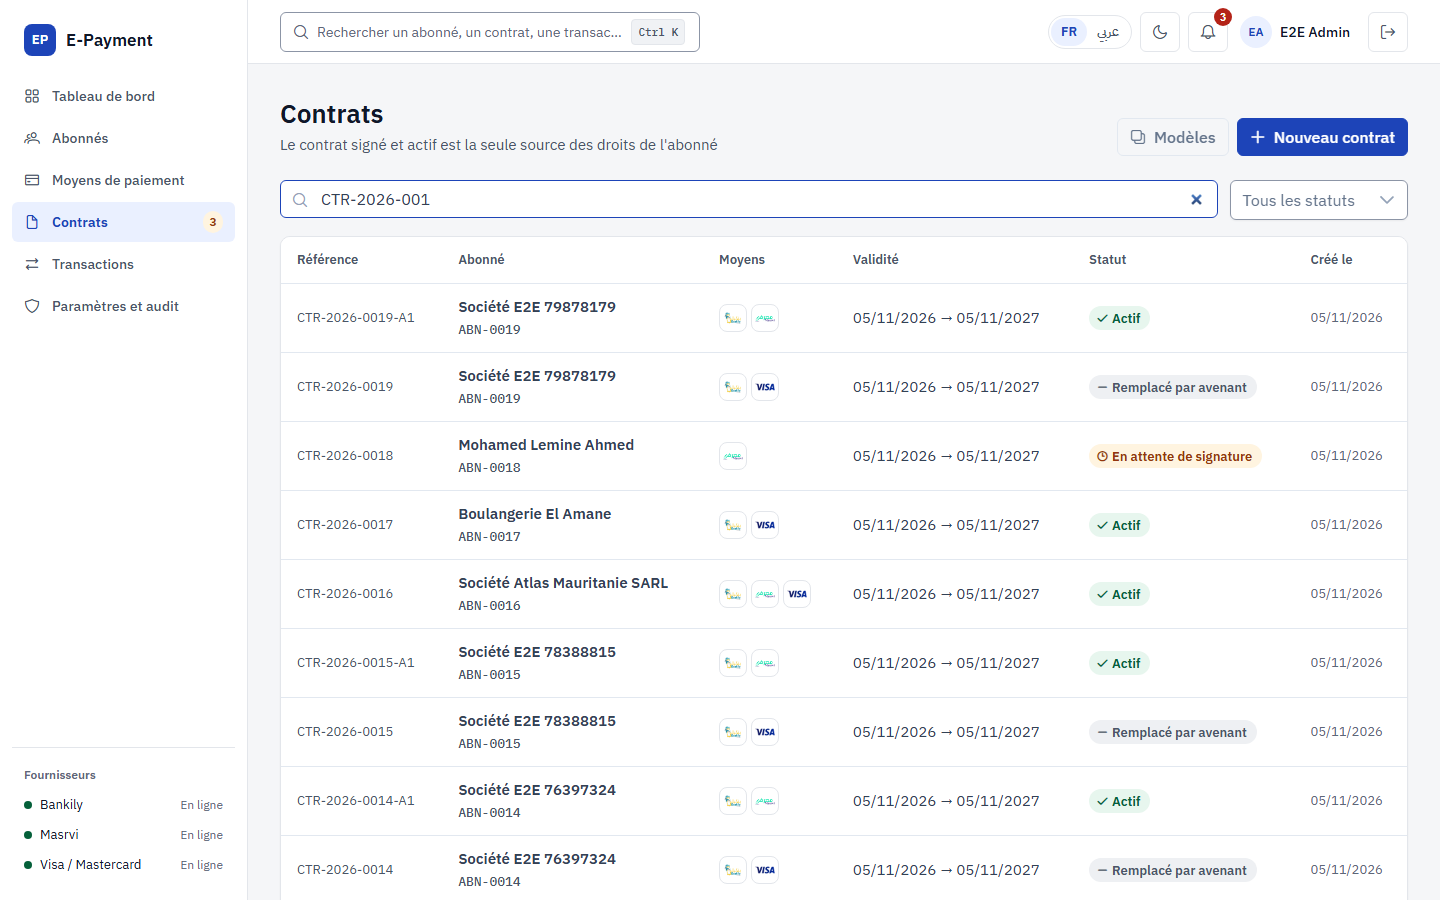 EP E-Payment
Tableau de bord
Abonnés
Moyens de paiement
Contrats 3
Transactions
Paramètres et audit
Fournisseurs
Bankily En ligne
Masrvi En ligne
Visa / Mastercard En ligne
Rechercher un abonné, un contrat, une transac... Ctrl K
FR عربي 3 EA E2E Admin
Contrats
Le contrat signé et actif est la seule source des droits de l'abonné
Modèles
Nouveau contrat
CTR-2026-001
Tous les statuts
Référence Abonné Moyens Validité Statut Créé le
CTR-2026-0019-A1 Société E2E 79878179 ABN-0019 05/11/2026 → 05/11/2027 Actif 05/11/2026
CTR-2026-0019 Société E2E 79878179 ABN-0019 VISA 05/11/2026 → 05/11/2027 Remplacé par avenant 05/11/2026
CTR-2026-0018 Mohamed Lemine Ahmed ABN-0018 05/11/2026 → 05/11/2027 En attente de signature 05/11/2026
CTR-2026-0017 Boulangerie El Amane ABN-0017 VISA 05/11/2026 → 05/11/2027 Actif 05/11/2026
CTR-2026-0016 Société Atlas Mauritanie SARL ABN-0016 VISA 05/11/2026 → 05/11/2027 Actif 05/11/2026
CTR-2026-0015-A1 Société E2E 78388815 ABN-0015 05/11/2026 → 05/11/2027 Actif 05/11/2026
CTR-2026-0015 Société E2E 78388815 ABN-0015 VISA 05/11/2026 → 05/11/2027 Remplacé par avenant 05/11/2026
CTR-2026-0014-A1 Société E2E 76397324 ABN-0014 05/11/2026 → 05/11/2027 Actif 05/11/2026
CTR-2026-0014 Société E2E 76397324 ABN-0014 VISA 05/11/2026 → 05/11/2027 Remplacé par avenant 05/11/2026